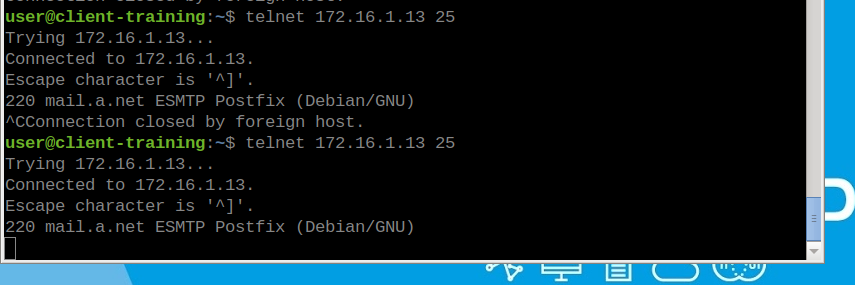 user@client-training:~$ telnet 172.16.1.13 25
Trying 172.16.1.13...
Connected to 172.16.1.13.
Escape character is '^]'.
220 mail.a.net ESMTP Postfix (Debian/GNU)
^CConnection closed by foreign host.
user@client-training:~$ telnet 172.16.1.13 25
Trying 172.16.1.13...
Connected to 172.16.1.13.
Escape character is '^]'.
220 mail.a.net ESMTP Postfix (Debian/GNU)